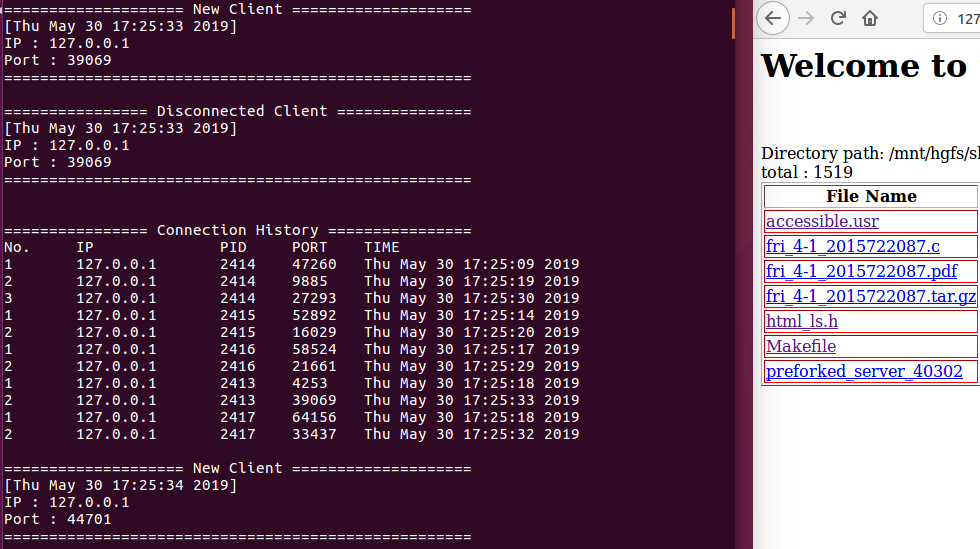 ==================== New Client ====================
[Thu May 30 17:25:33 2019]
IP : 127.0.0.1
Port : 39069
====================================================
================ Disconnected Client ===============
[Thu May 30 17:25:33 2019]
IP : 127.0.0.1
Port : 39069
====================================================
================ Connection History ================
No. IP PID PORT TIME
1 127.0.0.1 2414 47260 Thu May 30 17:25:09 2019
2 127.0.0.1 2414 9885 Thu May 30 17:25:19 2019
3 127.0.0.1 2414 27293 Thu May 30 17:25:30 2019
1 127.0.0.1 2415 52892 Thu May 30 17:25:14 2019
2 127.0.0.1 2415 16029 Thu May 30 17:25:20 2019
1 127.0.0.1 2416 58524 Thu May 30 17:25:17 2019
2 127.0.0.1 2416 21661 Thu May 30 17:25:29 2019
1 127.0.0.1 2413 4253 Thu May 30 17:25:18 2019
2 127.0.0.1 2413 39069 Thu May 30 17:25:33 2019
1 127.0.0.1 2417 64156 Thu May 30 17:25:18 2019
2 127.0.0.1 2417 33437 Thu May 30 17:25:32 2019
==================== New Client ====================
[Thu May 30 17:25:34 2019]
IP : 127.0.0.1
Port : 44701
====================================================
127
Welcome to
Directory path: /mnt/hgfs/sl
total : 1519
File Name
accessible.usr
fri_4-1_2015722087.c
fri_4-1_2015722087.pdf
fri_4-1_2015722087.tar.gz
html_ls.h
Makefile
preforked_server_40302